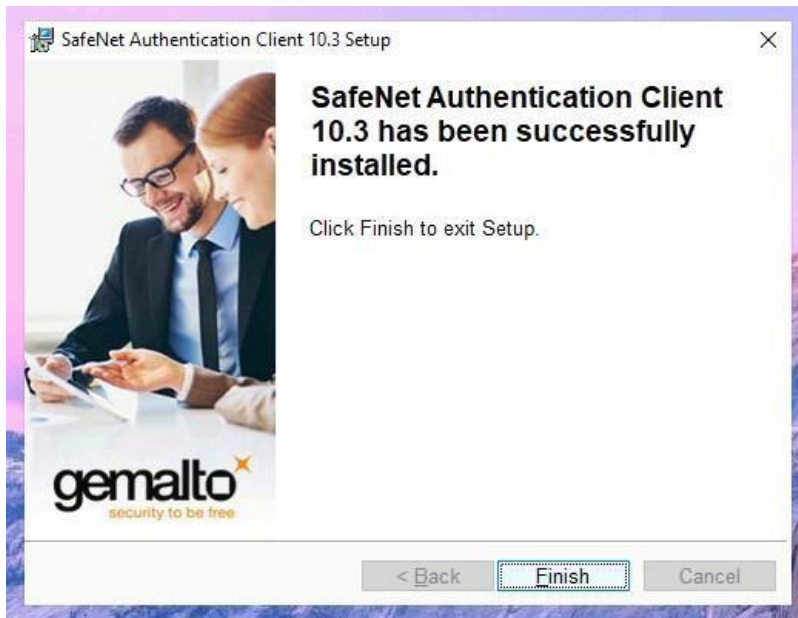 SafeNet Authentication Client 10.3 Setup
SafeNet Authentication Client
10.3 has been successfully
installed.
Click Finish to exit Setup.
gemalto
security to be free
< Back
Finish
Cancel